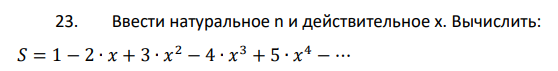 23. Ввести натуральное n и действительное x. Вычислить:
𝑆 = 1 − 2 ∙ 𝑥 + 3 ∙ 𝑥² − 4 ∙ 𝑥³ + 5 ∙ 𝑥⁴ − ⋯